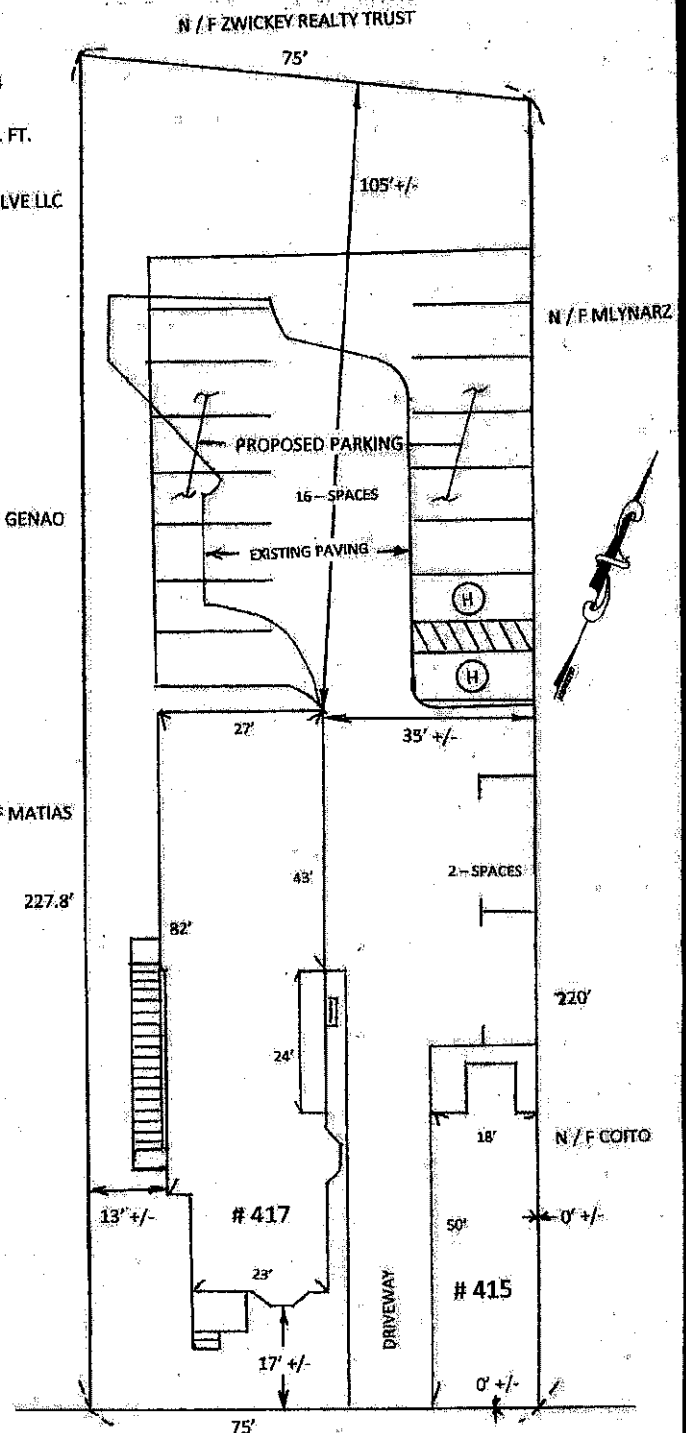 N / F ZWICKEY REALTY TRUST
75'
. FT.
LVE LLC
105'+/-
N / F MLYNARZ
PROPOSED PARKING
16 – SPACES
GENAO
EXISTING PAVING
H
H
27'
35' +/-
MATIAS
2 – SPACES
43'
227.8'
82'
220'
24'
18'
N / F COITO
13' +/-
# 417
50'
0' +/-
23'
# 415
DRIVEWAY
17' +/-
0' +/-
75'